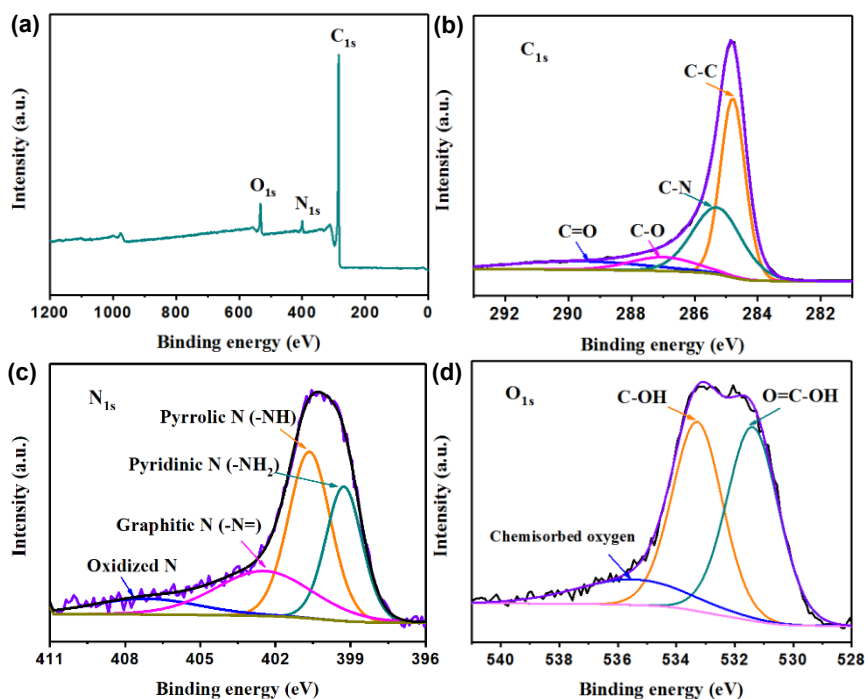 (a)
C1s
O1s
N1s
Intensity (a.u.)
1200 1000 800 600 400 200 0
Binding energy (eV)
(b)
C1s
C-C
C-N
C=O
C-O
Intensity (a.u.)
292 290 288 286 284 282
Binding energy (eV)
(c)
N1s
Pyrrolic N (-NH)
Pyridinic N (-NH2)
Graphitic N (-N=)
Oxidized N
Intensity (a.u.)
411 408 405 402 399 396
Binding energy (eV)
(d)
O1s
C-OH
O=C-OH
Chemisorbed oxygen
Intensity (a.u.)
540 538 536 534 532 530 528
Binding energy (eV)